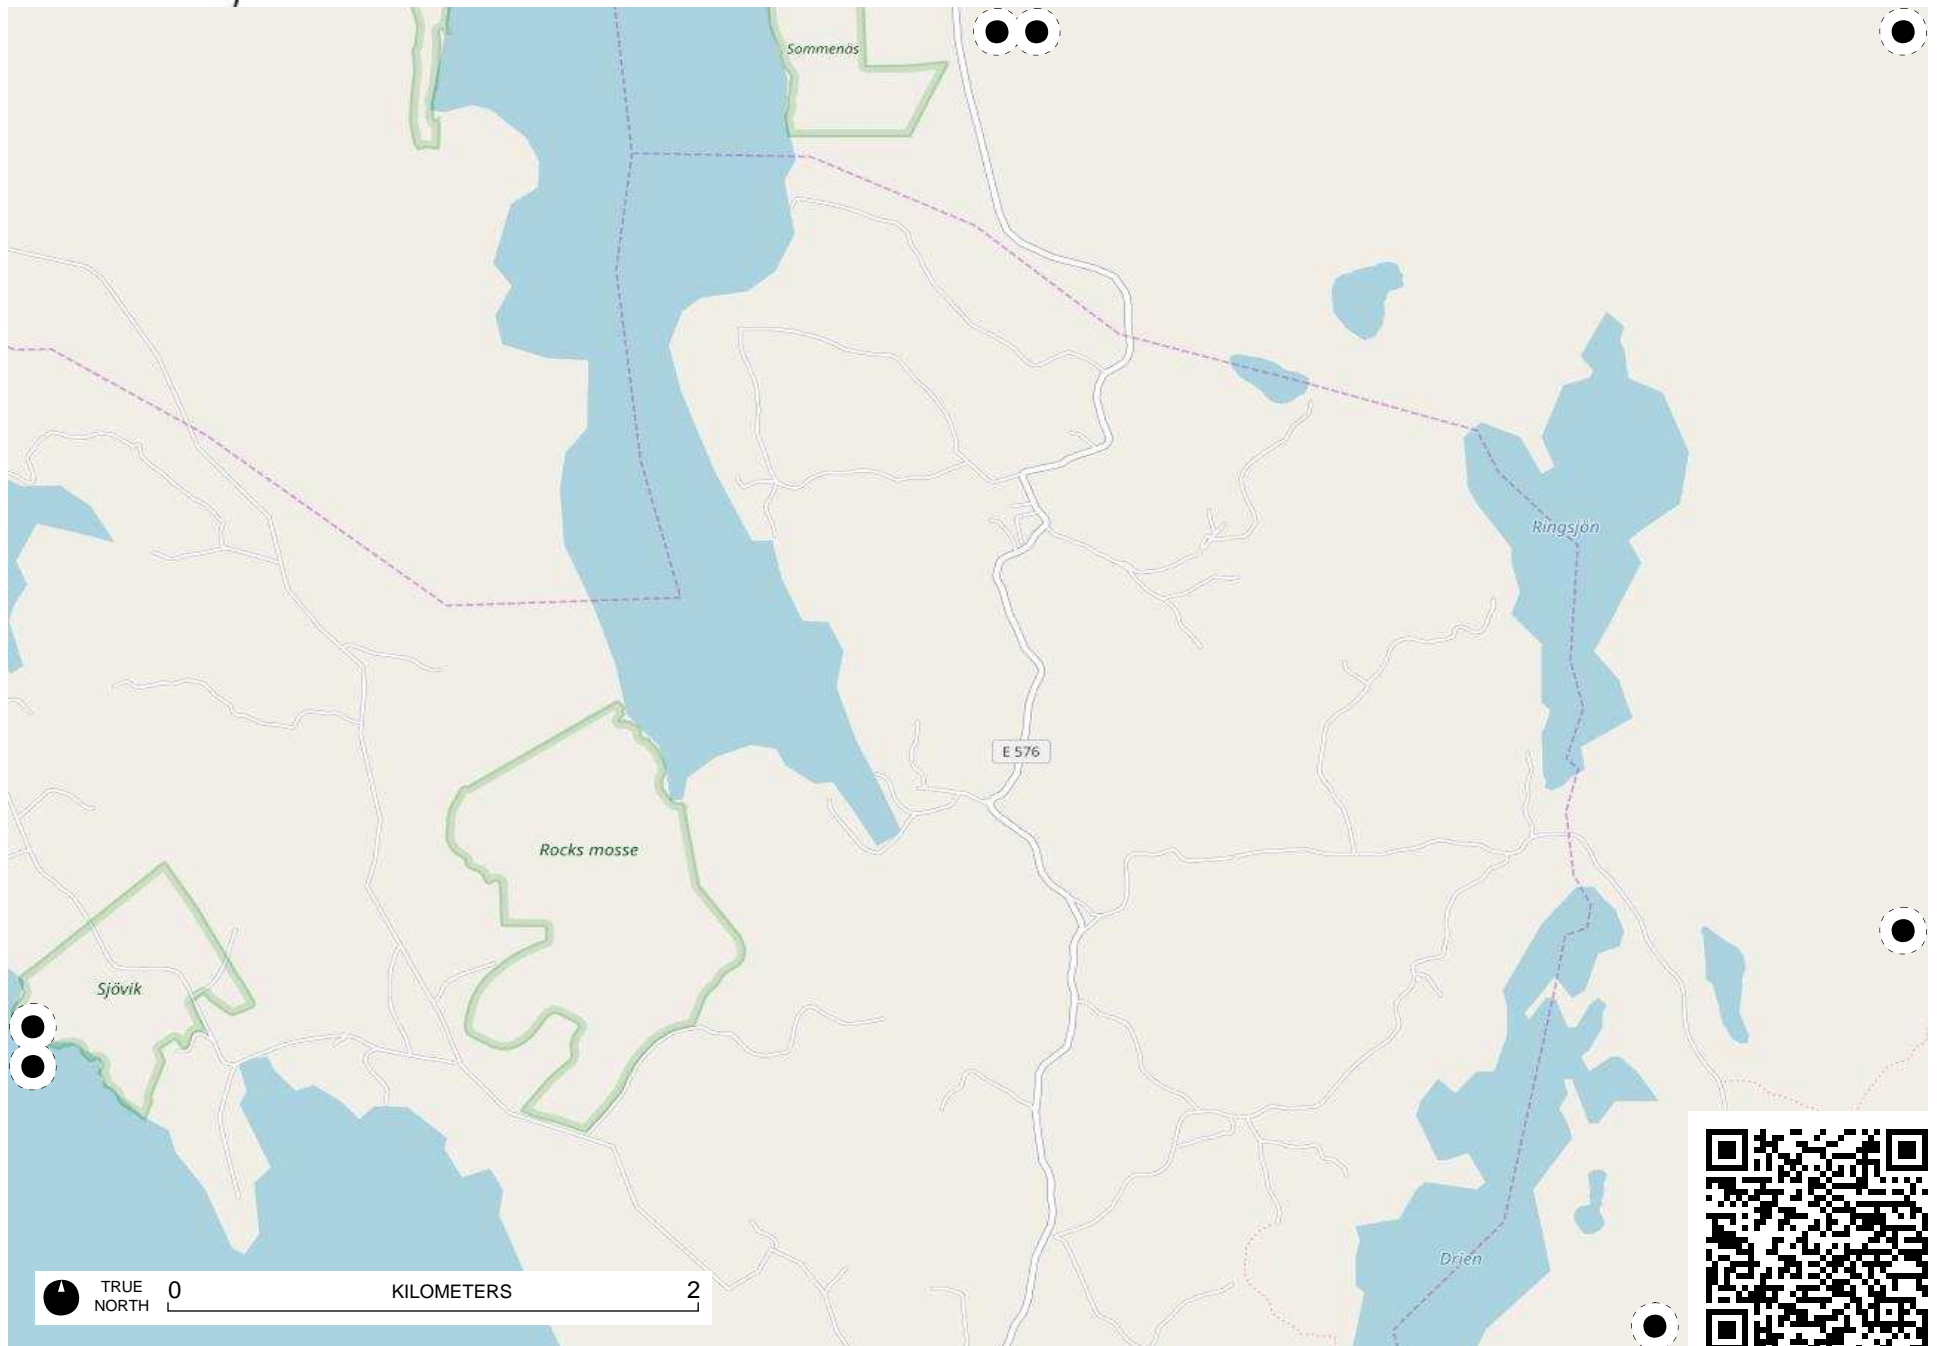 Sommenäs
Ringsjön
E 576
Rocks mosse
Sjövik
Drien
TRUE
NORTH
0
KILOMETERS
2